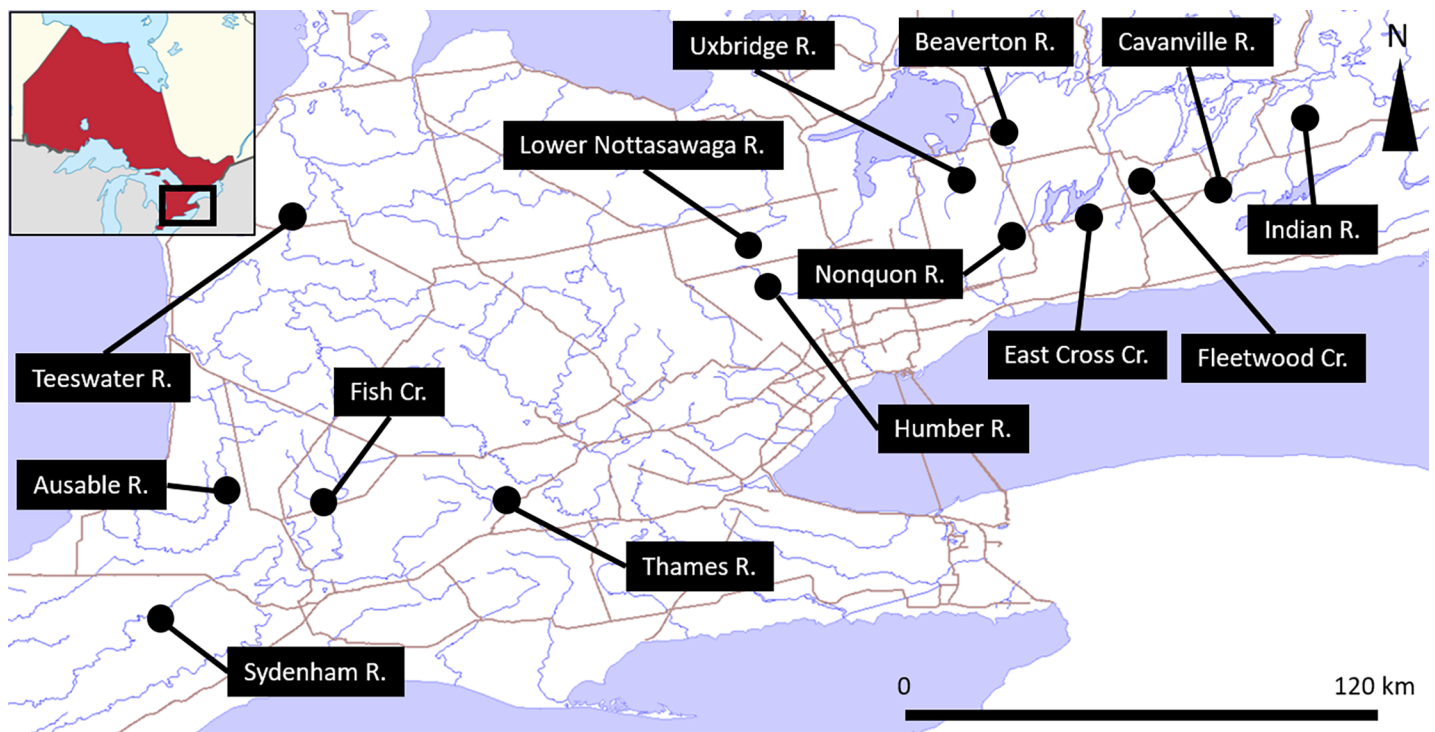 Uxbridge R.
Beaverton R.
Cavanville R.
N
Lower Nottasawaga R.
Indian R.
Nonquon R.
East Cross Cr.
Fleetwood Cr.
Teeswater R.
Fish Cr.
Humber R.
Ausable R.
Thames R.
Sydenham R.
0
120 km